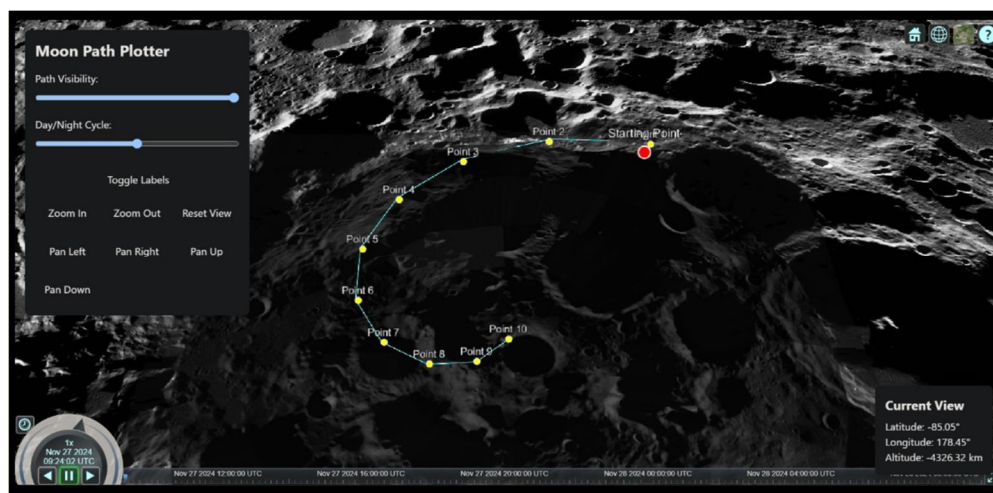 Moon Path Plotter
Path Visibility:
Day/Night Cycle:
Toggle Labels
Zoom In
Zoom Out
Reset View
Pan Left
Pan Right
Pan Up
Pan Down
Point 2
Starting Point
Point 3
Point 4
Point 5
Point 6
Point 7
Point 8
Point 9
Point 10
?
Current View
Latitude: -85.05°
Longitude: 178.45°
Altitude: -4326.32 km
1x
Nov 27 2024
09:24:02 UTC
Nov 27 2024 12:00:00 UTC
Nov 27 2024 16:00:00 UTC
Nov 27 2024 20:00:00 UTC
Nov 28 2024 00:00:00 UTC
Nov 28 2024 04:00:00 UTC